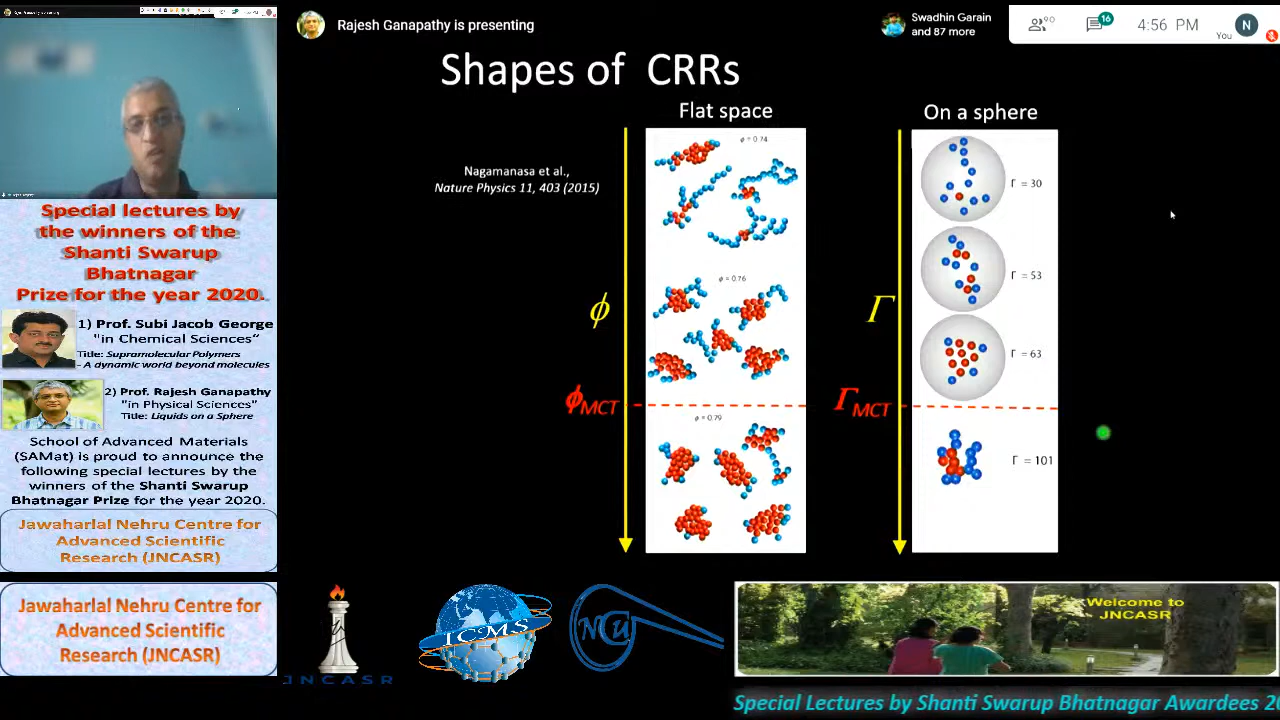 Rajesh Ganapathy is presenting
Swadhin Garain
and 87 more
90
16
4:56 PM
You
N
Shapes of CRRs
Flat space
On a sphere
Nagamanasa et al.,
Nature Physics 11, 403 (2015)
ϕ = 0.74
ϕ = 0.76
ϕ = 0.79
ϕ
ϕMCT
Γ = 30
Γ = 53
Γ = 63
Γ = 101
Γ
ΓMCT
Special lectures by
the winners of the
Shanti Swarup
Bhatnagar
Prize for the year 2020.
1) Prof. Subi Jacob George
"in Chemical Sciences"
Title: Supramolecular Polymers
- A dynamic world beyond molecules
2) Prof. Rajesh Ganapathy
"in Physical Sciences"
Title: Liquids on a Sphere
School of Advanced Materials
(SAMat) is proud to announce the
following special lectures by the
winners of the Shanti Swarup
Bhatnagar Prize for the year 2020.
Jawaharlal Nehru Centre for
Advanced Scientific
Research (JNCASR)
Jawaharlal Nehru Centre for
Advanced Scientific
Research (JNCASR)
JNCASR
ICMS
NCU
Welcome to
JNCASR
Special Lectures by Shanti Swarup Bhatnagar Awardees 20